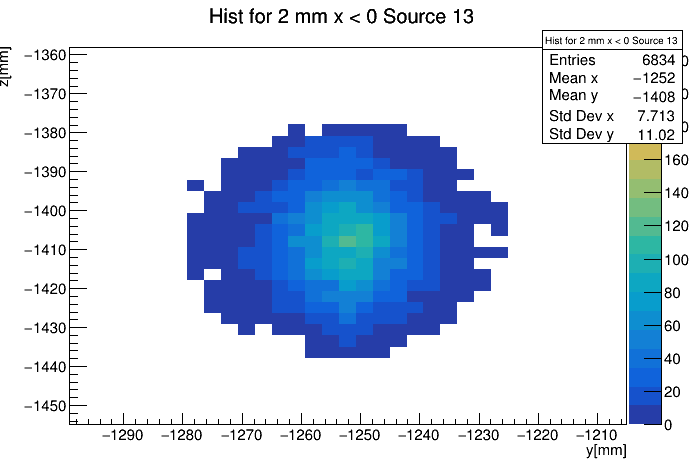 Hist for 2 mm x < 0 Source 13
Hist for 2 mm x < 0 Source 13
Entries 6834
Mean x −1252
Mean y −1408
Std Dev x 7.713
Std Dev y 11.02
z[mm]
−1360
−1370
−1380
−1390
−1400
−1410
−1420
−1430
−1440
−1450
−1290 −1280 −1270 −1260 −1250 −1240 −1230 −1220 −1210
y[mm]
160
140
120
100
80
60
40
20
0